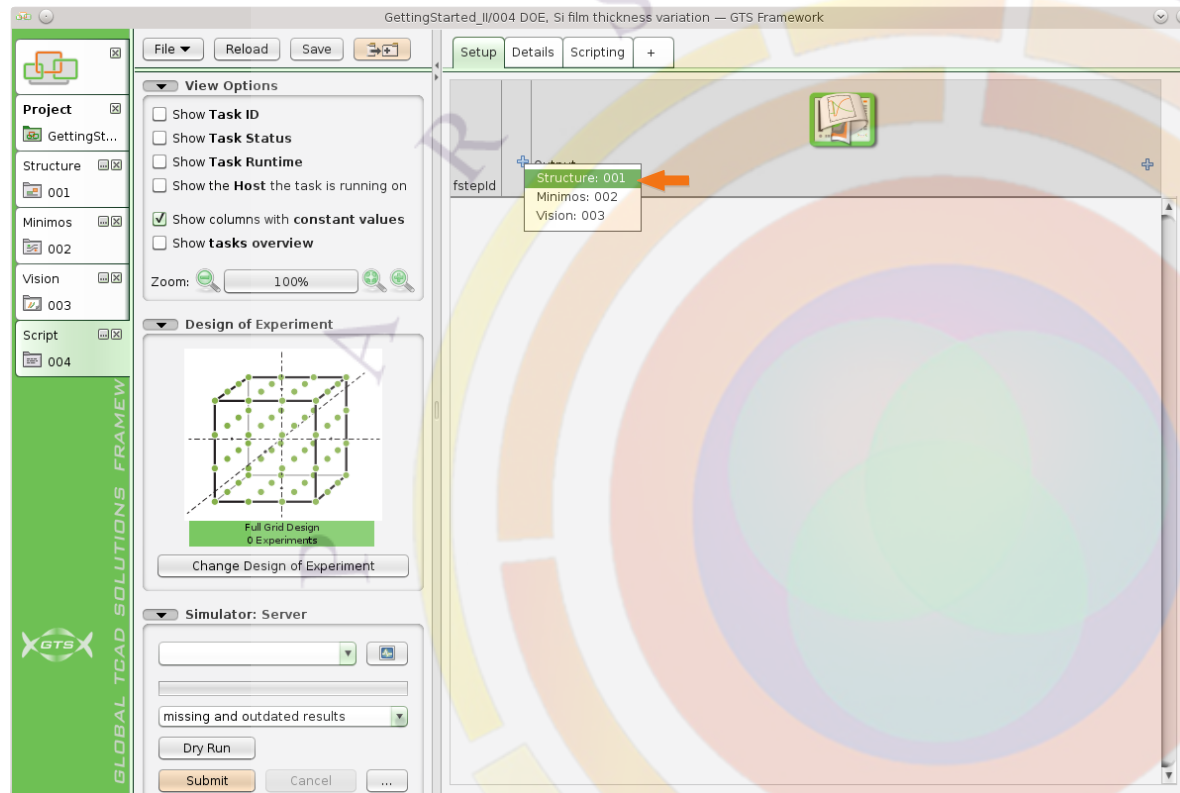 GettingStarted_II/004 DOE, Si film thickness variation — GTS Framework
Project
GettingSt...
Structure
001
Minimos
002
Vision
003
Script
004
GLOBAL TCAD SOLUTIONS FRAMEW
GTS
File
Reload
Save
View Options
Show Task ID
Show Task Status
Show Task Runtime
Show the Host the task is running on
Show columns with constant values
Show tasks overview
Zoom:
100%
Design of Experiment
Full Grid Design
0 Experiments
Change Design of Experiment
Simulator: Server
missing and outdated results
Dry Run
Submit
Cancel
...
Setup
Details
Scripting
+
fstepId
Output
Structure: 001
Minimos: 002
Vision: 003
P A R S